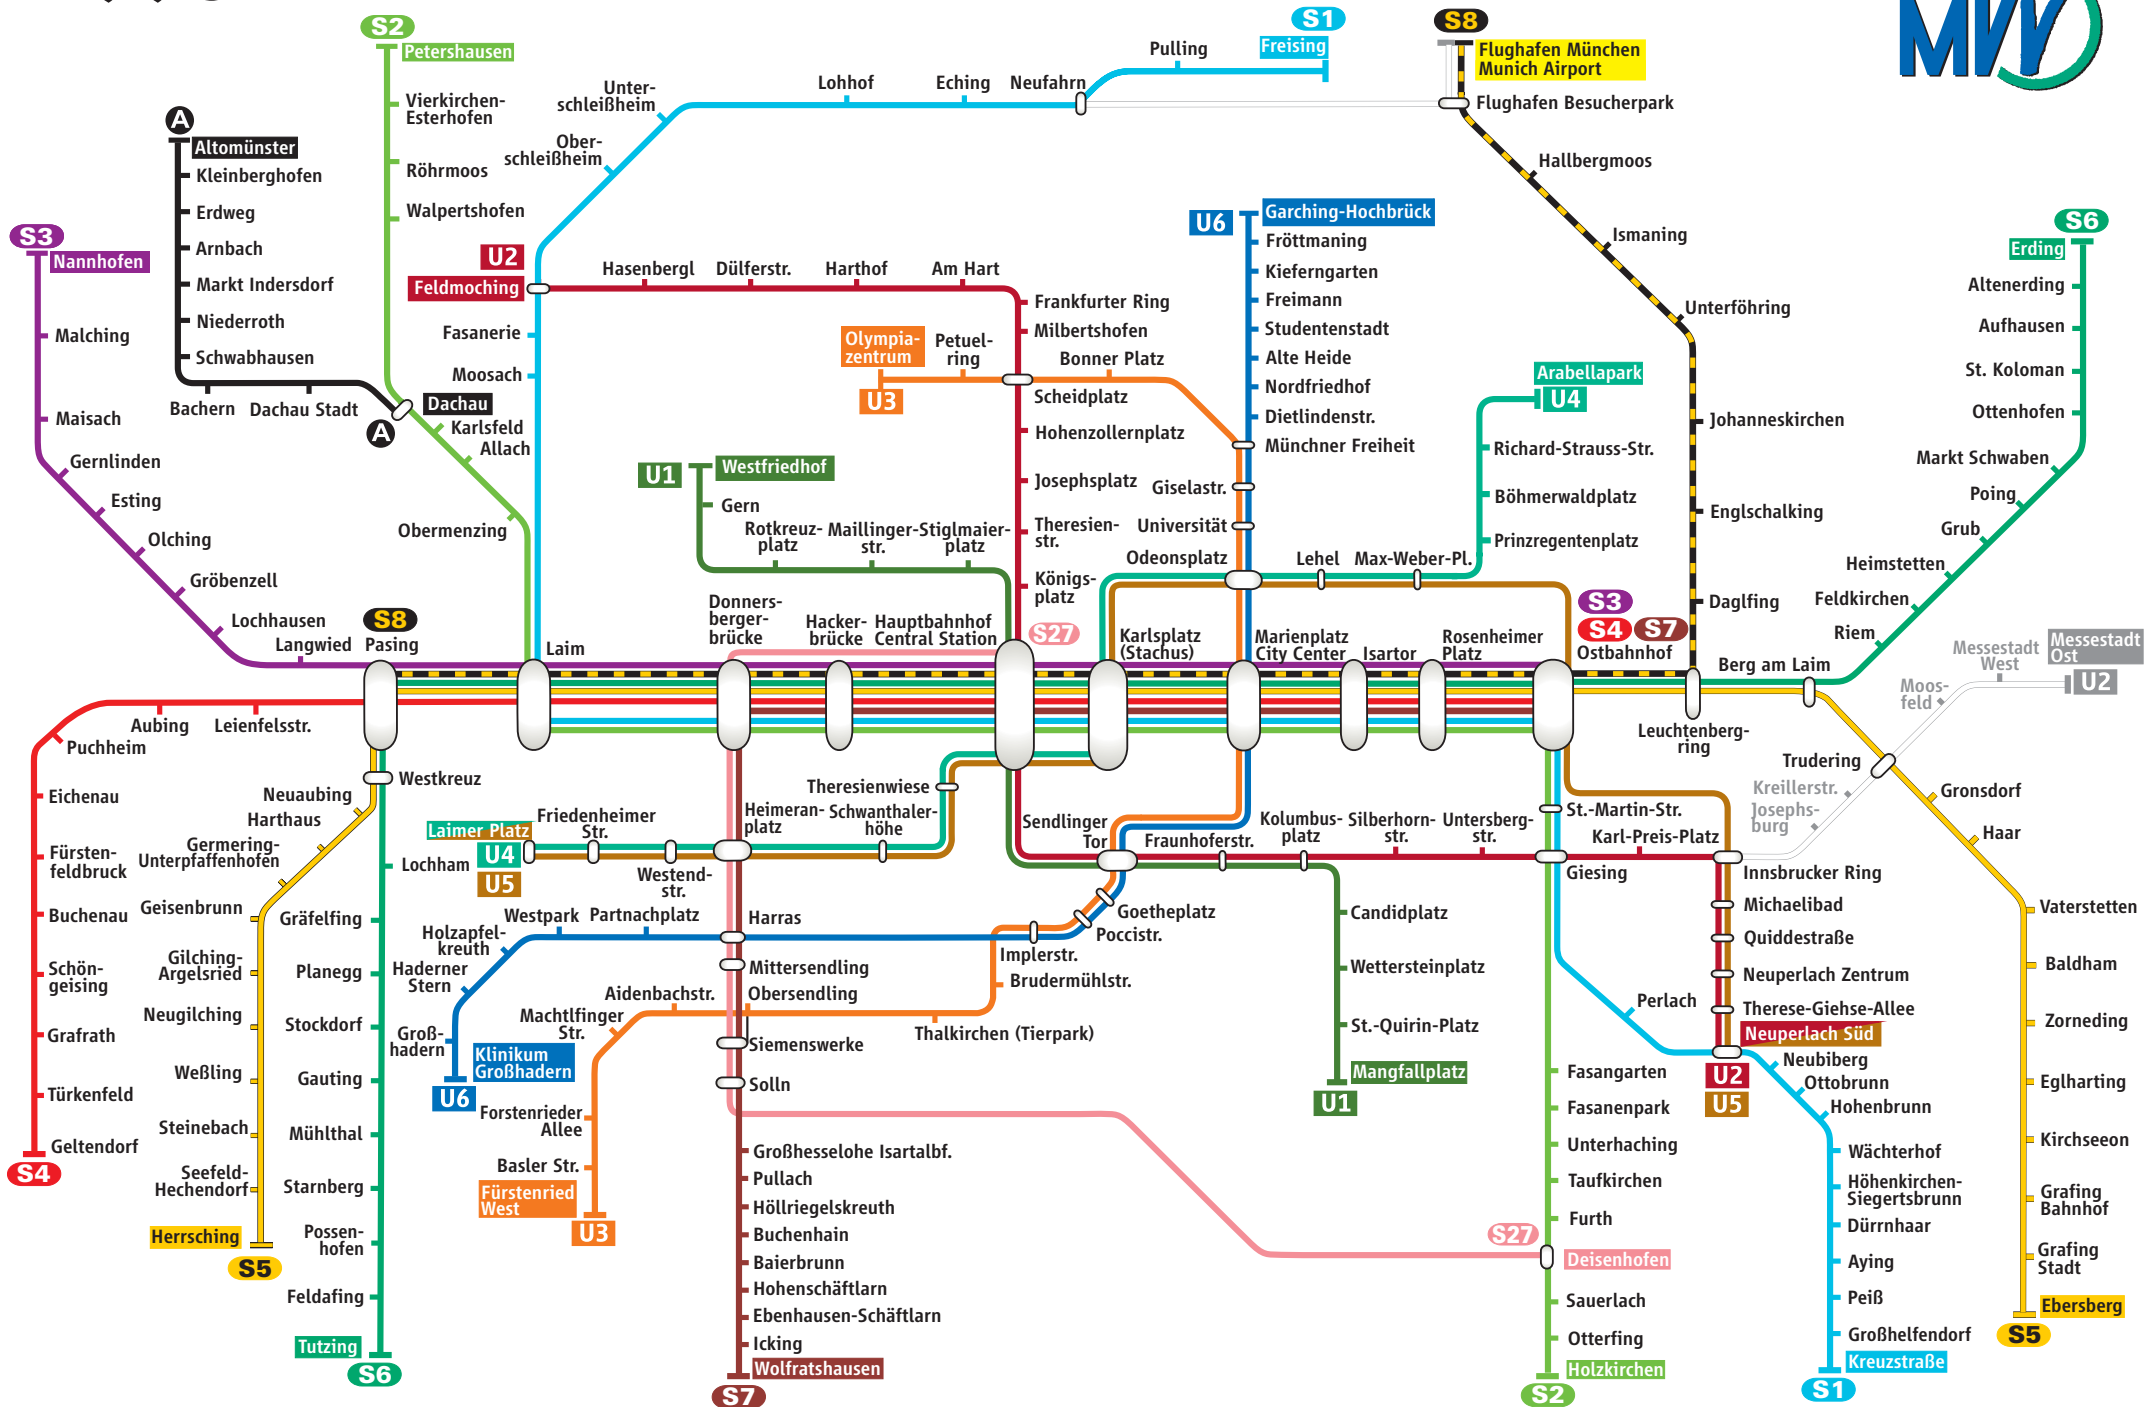 S2
Petershausen
Vierkirchen-
Esterhofen
Röhrmoos
Walpertshofen
A
Altomünster
Kleinberghofen
Erdweg
Arnbach
Markt Indersdorf
Niederroth
Schwabhausen
Bachern
Dachau Stadt
Dachau
A
Karlsfeld
Allach
Obermenzing
S3
Nannhofen
Malching
Maisach
Gernlinden
Esting
Olching
Gröbenzell
Lochhausen
Langwied
S1
Freising
Pulling
Neufahrn
Eching
Lohhof
Unter-
schleißheim
Ober-
schleißheim
U2
Feldmoching
Fasanerie
Moosach
Hasenbergl
Dülferstr.
Harthof
Am Hart
Frankfurter Ring
Milbertshofen
Scheidplatz
Hohenzollernplatz
Josephsplatz
Theresien-
str.
Königs-
platz
Olympia-
zentrum
U3
Petuel-
ring
Bonner Platz
U1
Westfriedhof
Gern
Rotkreuz-
platz
Maillinger-
str.
Stiglmaier-
platz
U6
Garching-Hochbrück
Fröttmaning
Kieferngarten
Freimann
Studentenstadt
Alte Heide
Nordfriedhof
Dietlindenstr.
Münchner Freiheit
Giselastr.
Universität
Odeonsplatz
Lehel
Max-Weber-Pl.
Arabellapark
U4
Richard-Strauss-Str.
Böhmerwaldplatz
Prinzregentenplatz
S8
Flughafen München
Munich Airport
Flughafen Besucherpark
Hallbergmoos
Ismaning
Unterföhring
Johanneskirchen
Englschalking
Daglfing
MVV
S6
Erding
Altenerding
Aufhausen
St. Koloman
Ottenhofen
Markt Schwaben
Poing
Grub
Heimstetten
Feldkirchen
Riem
Berg am Laim
Messestadt
West
Messestadt
Ost
U2
Moos-
feld
Trudering
Kreillerstr.
Josephs-
burg
S8
Pasing
Laim
Donners-
berger-
brücke
Hacker-
brücke
Hauptbahnhof
Central Station
S27
Karlsplatz
(Stachus)
Marienplatz
City Center
Isartor
Rosenheimer
Platz
S3
S4
S7
Ostbahnhof
Leuchtenberg-
ring
Leienfelsstr.
Aubing
Puchheim
Eichenau
Fürsten-
feldbruck
Buchenau
Schön-
geising
Grafrath
Türkenfeld
Geltendorf
S4
Westkreuz
Neuaubing
Harthaus
Germering-
Unterpfaffenhofen
Geisenbrunn
Gilching-
Argelsried
Neugilching
Weßling
Steinebach
Seefeld-
Hechendorf
Herrsching
S5
Lochham
Gräfelfing
Planegg
Stockdorf
Gauting
Mühlthal
Starnberg
Possen-
hofen
Feldafing
Tutzing
S6
Laimer Platz
U4
U5
Friedenheimer
Str.
Westend-
str.
Heimeran-
platz
Schwanthaler-
höhe
Theresienwiese
Harras
Mittersendling
Obersendling
Siemenswerke
Solln
Großhesselohe Isartalbf.
Pullach
Höllriegelskreuth
Buchenhain
Baierbrunn
Hohenschäftlarn
Ebenhausen-Schäftlarn
Icking
Wolfratshausen
S7
Partnachplatz
Westpark
Holzapfel-
kreuth
Haderner
Stern
Groß-
hadern
Klinikum
Großhadern
U6
Aidenbachstr.
Machtlfinger
Str.
Forstenrieder
Allee
Basler Str.
Fürstenried
West
U3
Thalkirchen (Tierpark)
Brudermühlstr.
Implerstr.
Poccistr.
Goetheplatz
Sendlinger
Tor
Fraunhoferstr.
Kolumbus-
platz
Silberhorn-
str.
Untersberg-
str.
Candidplatz
Wettersteinplatz
St.-Quirin-Platz
Mangfallplatz
U1
St.-Martin-Str.
Giesing
Karl-Preis-Platz
Innsbrucker Ring
Michaelibad
Quiddestraße
Neuperlach Zentrum
Therese-Giehse-Allee
Neuperlach Süd
U2
U5
Fasangarten
Fasanenpark
Unterhaching
Taufkirchen
Furth
S27
Deisenhofen
Sauerlach
Otterfing
Holzkirchen
S2
Perlach
Neubiberg
Ottobrunn
Hohenbrunn
Wächterhof
Höhenkirchen-
Siegertsbrunn
Dürrnhaar
Aying
Peiß
Großhelfendorf
Kreuzstraße
S1
Gronsdorf
Haar
Vaterstetten
Baldham
Zorneding
Eglharting
Kirchseeon
Grafing
Bahnhof
Grafing
Stadt
Ebersberg
S5